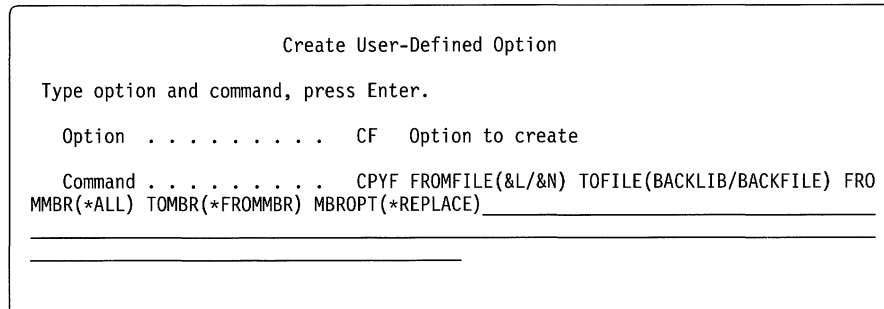 Create User-Defined Option
Type option and command, press Enter.
Option . . . . . . . . . CF Option to create
Command . . . . . . . . . CPYF FROMFILE(&L/&N) TOFILE(BACKLIB/BACKFILE) FRO
MMBR(*ALL) TOMBR(*FROMMBR) MBROPT(*REPLACE)